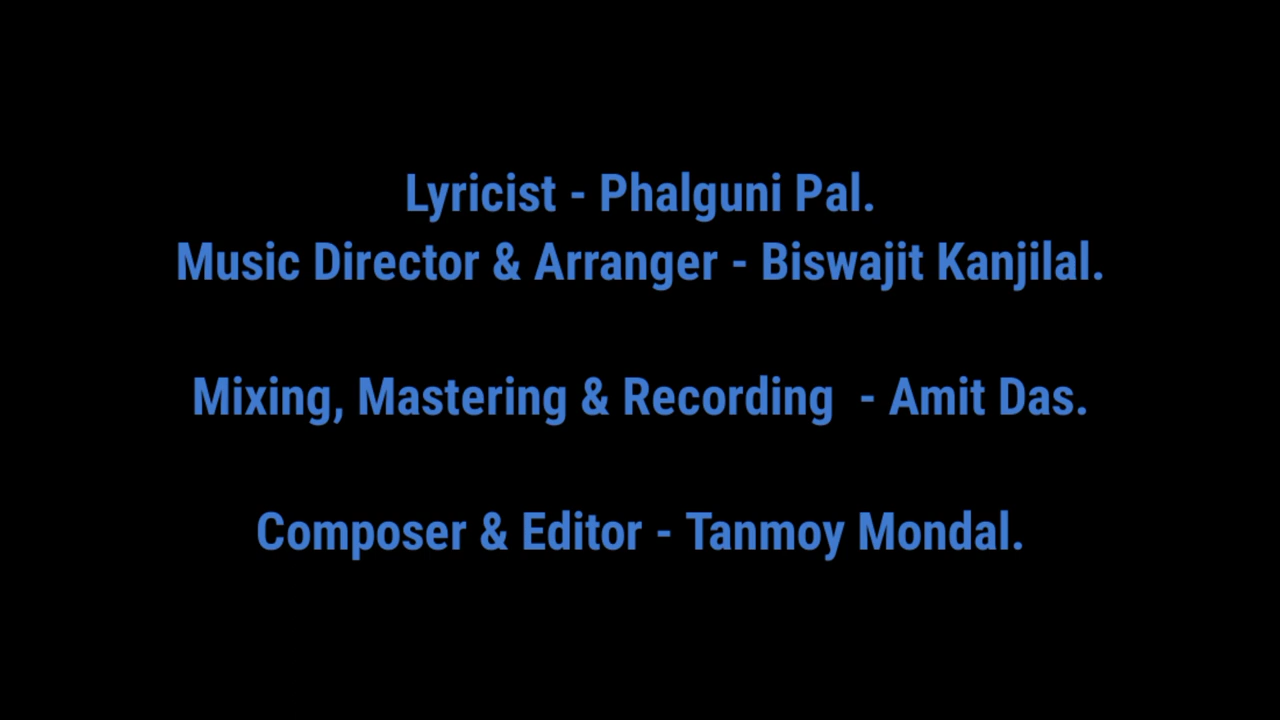 Lyricist - Phalguni Pal.
Music Director & Arranger - Biswajit Kanjilal.
Mixing, Mastering & Recording  - Amit Das.
Composer & Editor - Tanmoy Mondal.